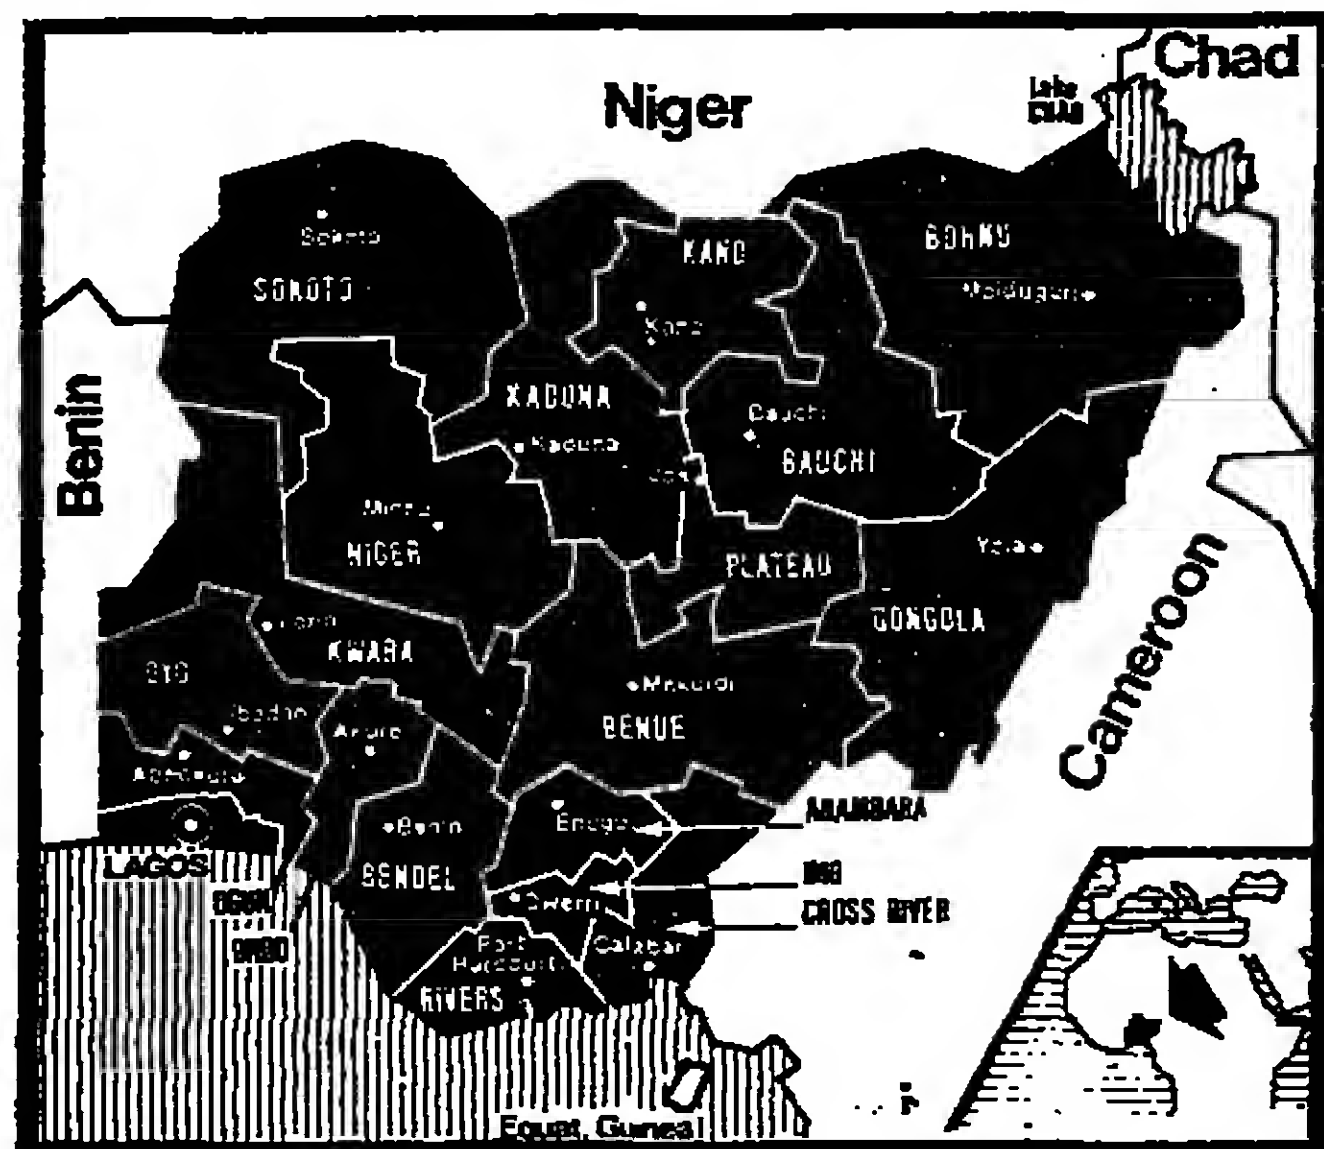 Niger
Chad
Lake
CHAD
Sokoto
SOKOTO
KANO
Kano
BORNO
Maiduguri
Benin
KADUNA
Kaduna
Bauchi
BAUCHI
Jos
Minna
NIGER
PLATEAU
Yola
GONGOLA
Cameroon
KWARA
OYO
Ibadan
Akure
Makurdi
BENUE
Abeokuta
LAGOS
OGUN
ONDO
Benin
BENDEL
Enugu
ANAMBARA
IMO
Owerri
CROSS RIVER
Calabar
Port
Harcourt
RIVERS
Equat. Guinea